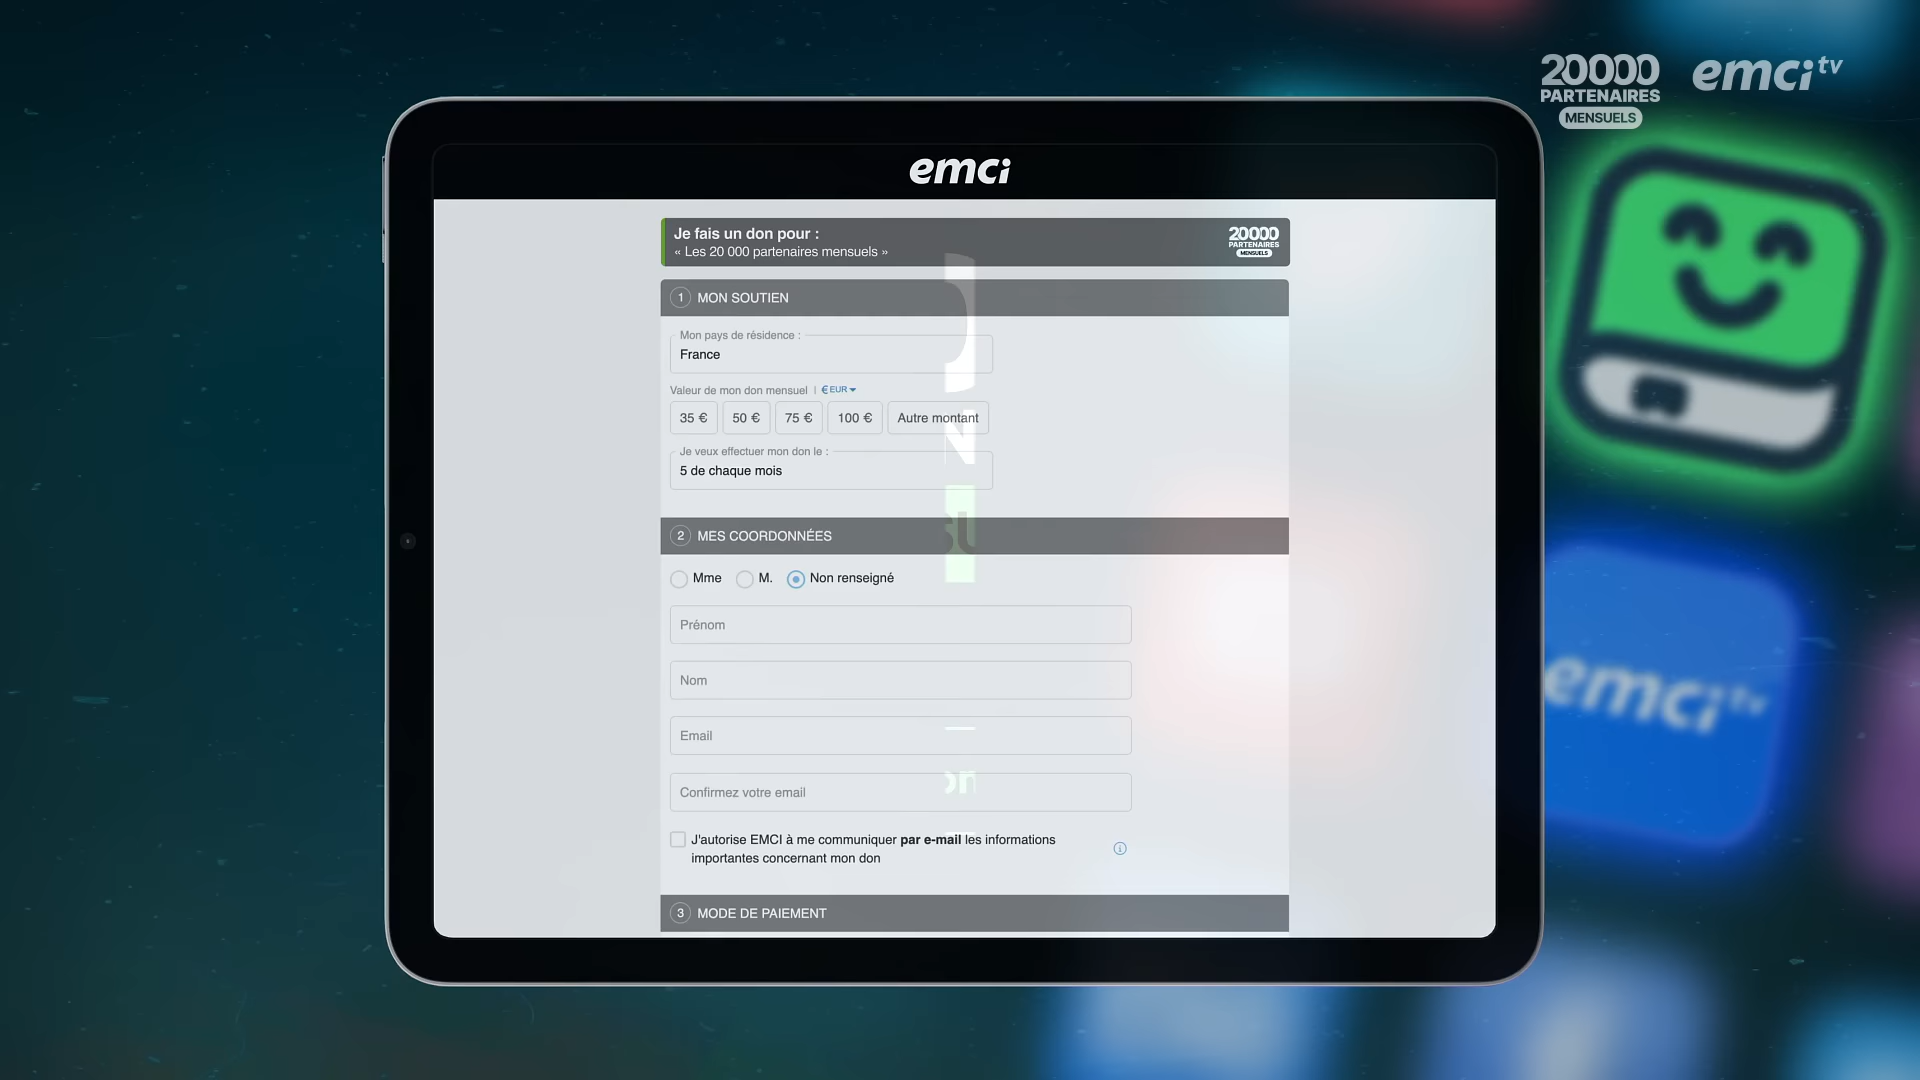 20000
PARTENAIRES
MENSUELS
emci tv
emci
Je fais un don pour :
« Les 20 000 partenaires mensuels »
20000
PARTENAIRES
MENSUELS
1 MON SOUTIEN
Mon pays de résidence :
France
Valeur de mon don mensuel | € EUR
35 €
50 €
75 €
100 €
Autre montant
Je veux effectuer mon don le :
5 de chaque mois
2 MES COORDONNÉES
Mme
M.
Non renseigné
Prénom
Nom
Email
Confirmez votre email
J'autorise EMCI à me communiquer par e-mail les informations
importantes concernant mon don
3 MODE DE PAIEMENT
emci tv